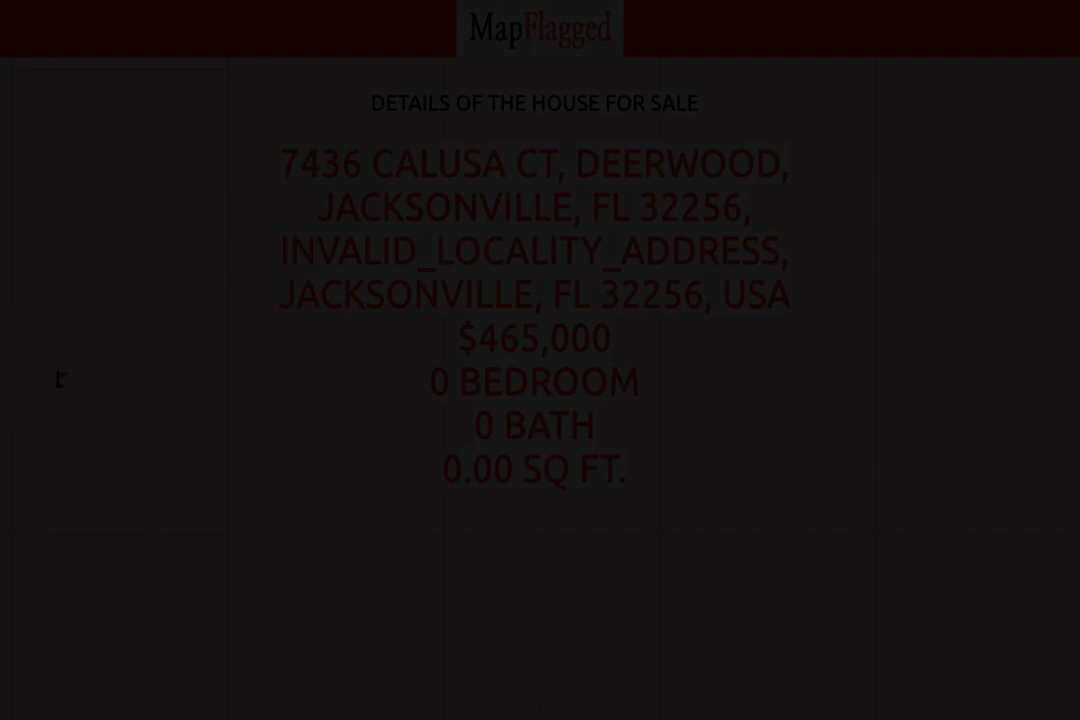 MapFlagged
DETAILS OF THE HOUSE FOR SALE
7436 CALUSA CT, DEERWOOD,
JACKSONVILLE, FL 32256,
INVALID_LOCALITY_ADDRESS,
JACKSONVILLE, FL 32256, USA
$465,000
0 BEDROOM
0 BATH
0.00 SQ FT.